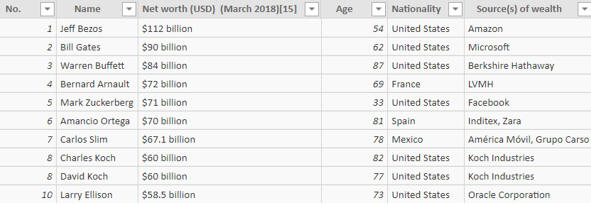 No. Name Net worth (USD) (March 2018)[15] Age Nationality Source(s) of wealth
1 Jeff Bezos $112 billion 54 United States Amazon
2 Bill Gates $90 billion 62 United States Microsoft
3 Warren Buffett $84 billion 87 United States Berkshire Hathaway
4 Bernard Arnault $72 billion 69 France LVMH
5 Mark Zuckerberg $71 billion 33 United States Facebook
6 Amancio Ortega $70 billion 81 Spain Inditex, Zara
7 Carlos Slim $67.1 billion 78 Mexico América Móvil, Grupo Carso
8 Charles Koch $60 billion 82 United States Koch Industries
8 David Koch $60 billion 77 United States Koch Industries
10 Larry Ellison $58.5 billion 73 United States Oracle Corporation